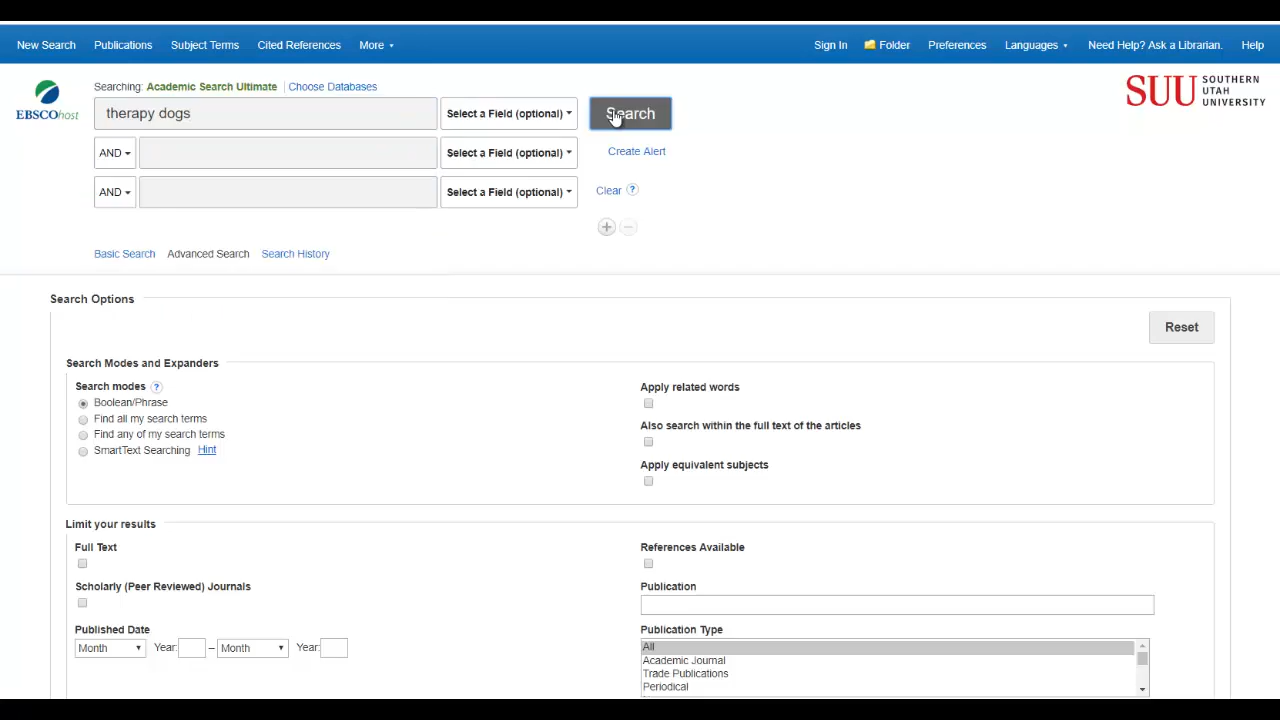 New Search Publications Subject Terms Cited References More Sign In Folder Preferences Languages Need Help? Ask a Librarian. Help
EBSCOhost
Searching: Academic Search Ultimate Choose Databases
SUU SOUTHERN UTAH UNIVERSITY
therapy dogs Select a Field (optional) Search
AND Select a Field (optional) Create Alert
AND Select a Field (optional) Clear ?
Basic Search Advanced Search Search History
Search Options
Reset
Search Modes and Expanders
Search modes ?
Boolean/Phrase
Find all my search terms
Find any of my search terms
SmartText Searching Hint
Apply related words
Also search within the full text of the articles
Apply equivalent subjects
Limit your results
Full Text
Scholarly (Peer Reviewed) Journals
Published Date
Month Year: – Month Year:
References Available
Publication
Publication Type
All
Academic Journal
Trade Publications
Periodical